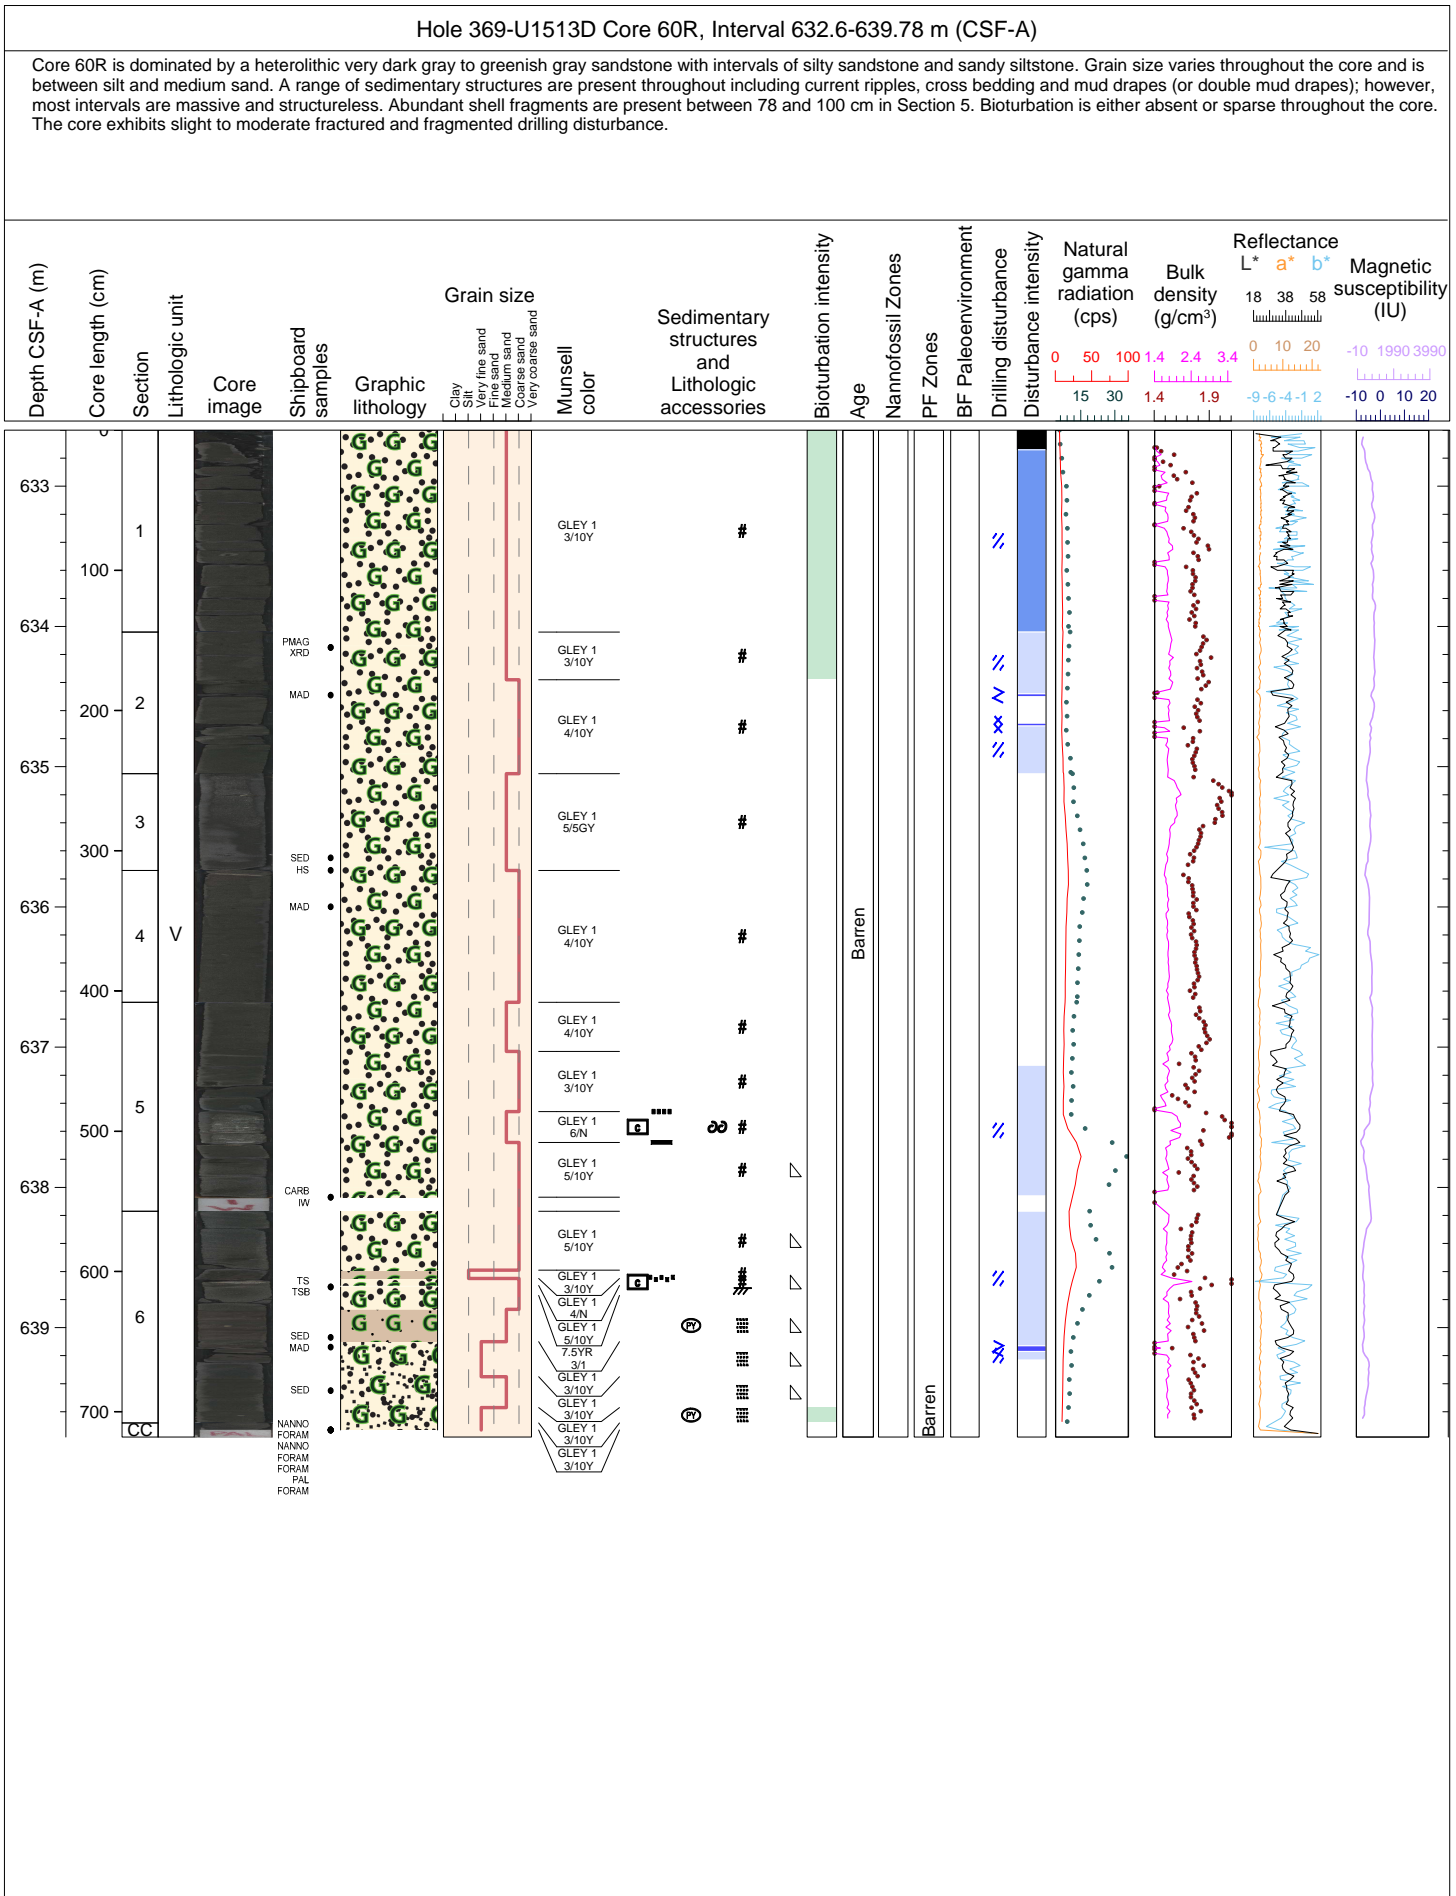 Hole 369-U1513D Core 60R, Interval 632.6-639.78 m (CSF-A)
Core 60R is dominated by a heterolithic very dark gray to greenish gray sandstone with intervals of silty sandstone and sandy siltstone. Grain size varies throughout the core and is
between silt and medium sand. A range of sedimentary structures are present throughout including current ripples, cross bedding and mud drapes (or double mud drapes); however,
most intervals are massive and structureless. Abundant shell fragments are present between 78 and 100 cm in Section 5. Bioturbation is either absent or sparse throughout the core.
The core exhibits slight to moderate fractured and fragmented drilling disturbance.
Depth CSF-A (m)
Core length (cm)
Section
Lithologic unit
Core
image
Shipboard
samples
Graphic
lithology
Grain size
Clay
Silt
Very fine sand
Fine sand
Medium sand
Coarse sand
Very coarse sand
Munsell
color
Sedimentary
structures
and
Lithologic
accessories
Bioturbation intensity
Age
Nannofossil Zones
PF Zones
BF Paleoenvironment
Drilling disturbance
Disturbance intensity
Natural
gamma
radiation
(cps)
0 50 100
15 30
Bulk
density
(g/cm³)
1.4 2.4 3.4
1.4 1.9
Reflectance
L* a* b*
18 38 58
0 10 20
-9 -6 -4 -1 2
Magnetic
susceptibility
(IU)
-10 1990 3990
-10 0 10 20
633
634
635
636
637
638
639
0
100
200
300
400
500
600
700
1
2
3
4
5
6
CC
V
PMAG
XRD
MAD
SED
HS
MAD
CARB
IW
TS
TSB
SED
MAD
SED
NANNO
FORAM
NANNO
FORAM
FORAM
PAL
FORAM
GLEY 1
3/10Y
GLEY 1
3/10Y
GLEY 1
4/10Y
GLEY 1
5/5GY
GLEY 1
4/10Y
GLEY 1
4/10Y
GLEY 1
3/10Y
GLEY 1
6/N
GLEY 1
5/10Y
GLEY 1
5/10Y
GLEY 1
3/10Y
GLEY 1
4/N
GLEY 1
5/10Y
7.5YR
3/1
GLEY 1
3/10Y
GLEY 1
3/10Y
GLEY 1
3/10Y
GLEY 1
3/10Y
C
C
PY
PY
Barren
Barren